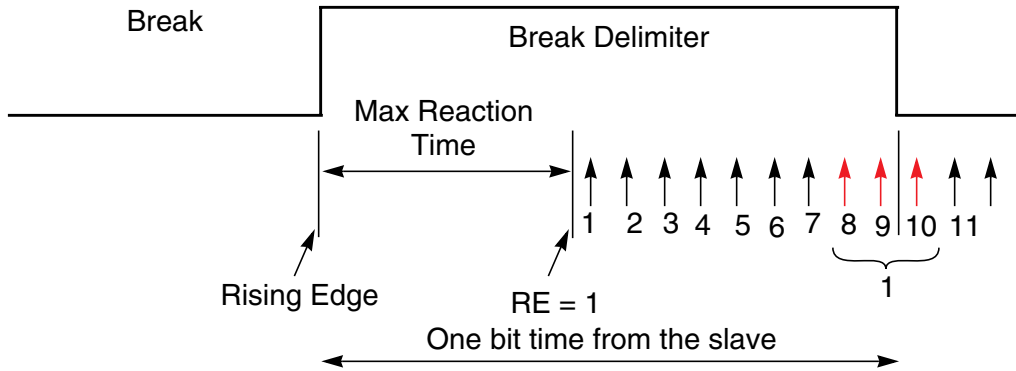 Break
Break Delimiter
Max Reaction
Time
1 2 3 4 5 6 7 8 9 10 11
1
Rising Edge
RE = 1
One bit time from the slave